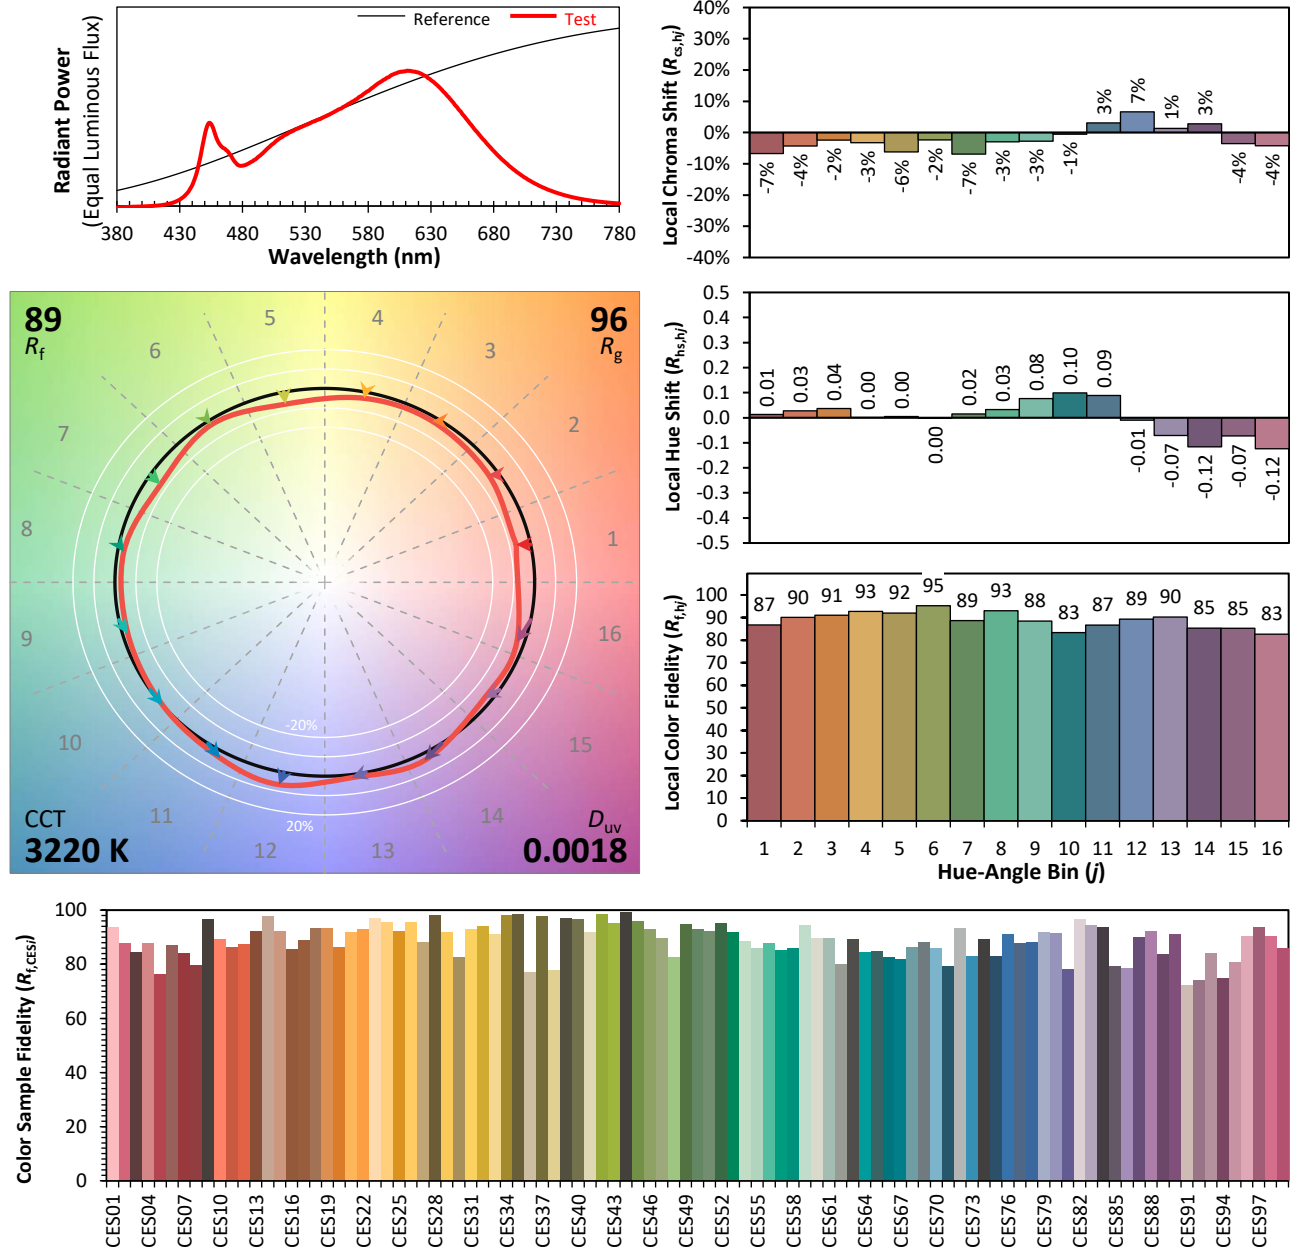 Reference
Test
Radiant Power
(Equal Luminous Flux)
380 430 480 530 580 630 680 730 780
Wavelength (nm)
Local Chroma Shift (Rcs,hj)
40%
30%
20%
10%
0%
-10%
-20%
-30%
-40%
-7% -4% -2% -3% -6% -2% -7% -3% -3% -1% 3% 7% 1% 3% -4% -4%
89
Rf
96
Rg
5 4
6 3
7 2
8 1
9 16
10 15
11 14
12 13
-20%
20%
CCT
3220 K
Duv
0.0018
Local Hue Shift (Rhs,hj)
0.5
0.4
0.3
0.2
0.1
0.0
-0.1
-0.2
-0.3
-0.4
-0.5
0.01 0.03 0.04 0.00 0.00 0.00 0.02 0.03 0.08 0.10 0.09 -0.01 -0.07 -0.12 -0.07 -0.12
Local Color Fidelity (Rf,hj)
100
90
80
70
60
50
40
30
20
10
0
87 90 91 93 92 95 89 93 88 83 87 89 90 85 85 83
1 2 3 4 5 6 7 8 9 10 11 12 13 14 15 16
Hue-Angle Bin (j)
Color Sample Fidelity (Rf,CESi)
100
80
60
40
20
0
CES01 CES04 CES07 CES10 CES13 CES16 CES19 CES22 CES25 CES28 CES31 CES34 CES37 CES40 CES43 CES46 CES49 CES52 CES55 CES58 CES61 CES64 CES67 CES70 CES73 CES76 CES79 CES82 CES85 CES88 CES91 CES94 CES97